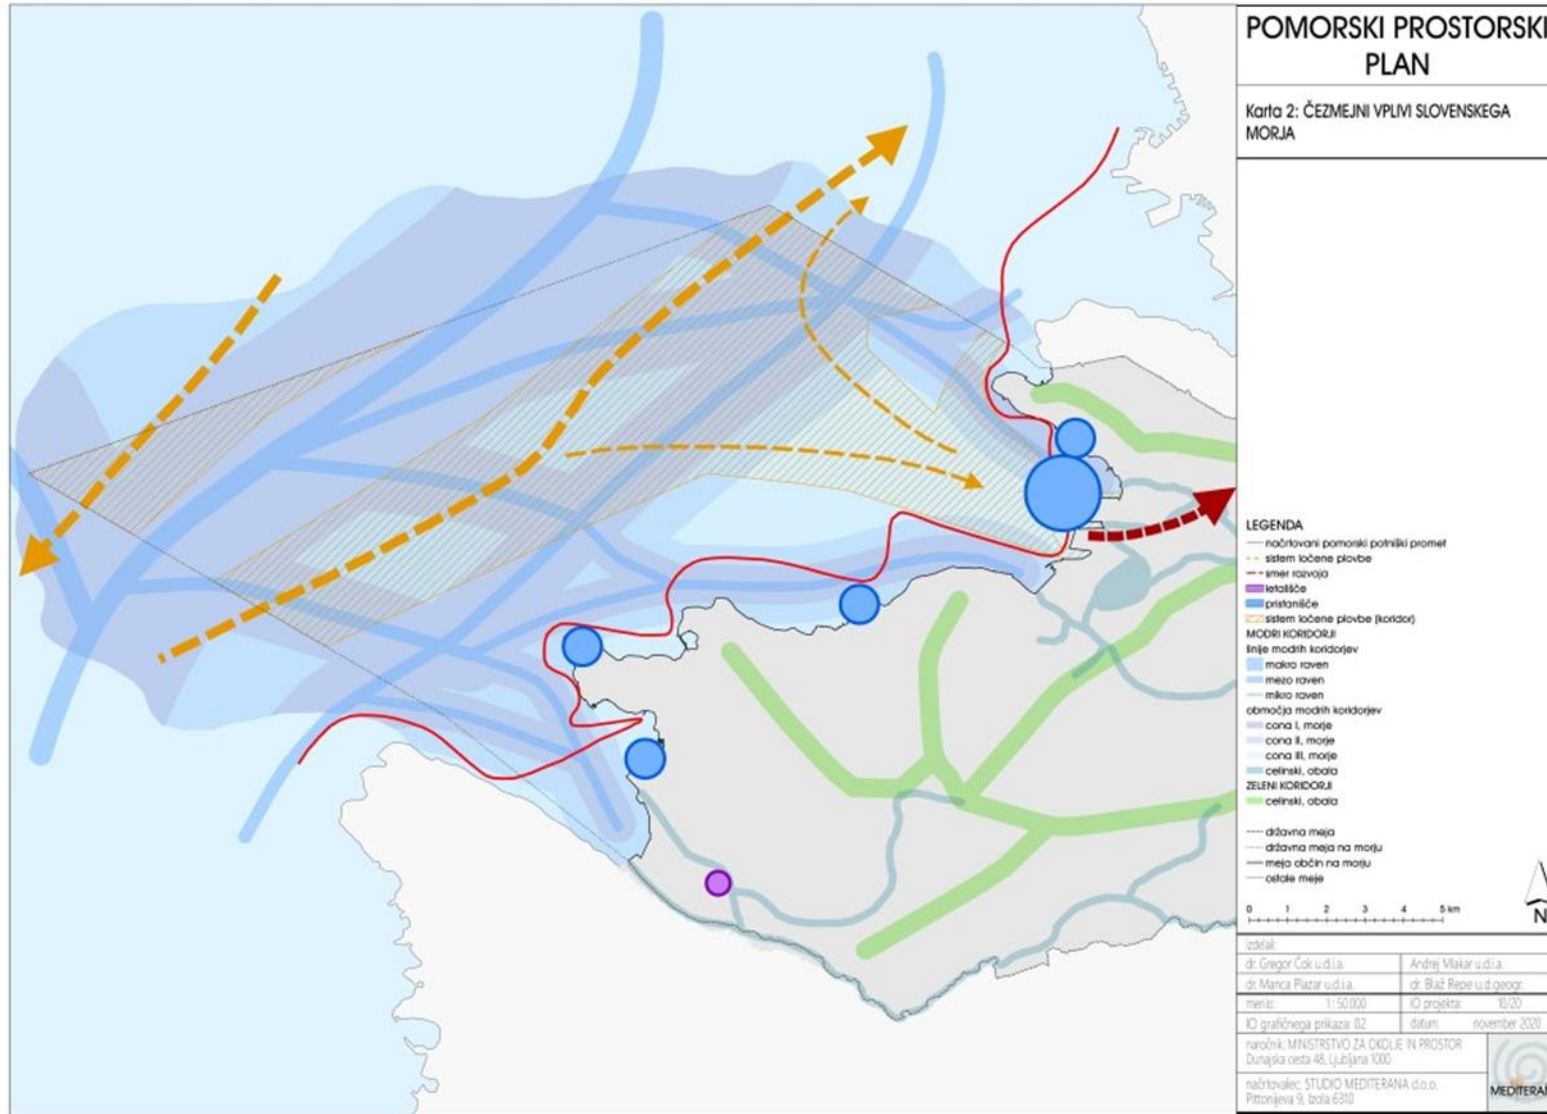 POMORSKI PROSTORSKI
PLAN
Karta 2: ČEZMEJNI VPLIVI SLOVENSKEGA
MORJA
LEGENDA
načrtovani pomorski potniški promet
sistem ločene plovbe
smer razvoja
letališče
pristanišče
sistem ločene plovbe (koridor)
MODRI KORIDORJI
linije modrih koridorjev
makro raven
mezo raven
mikro raven
območja modrih koridorjev
cona I, morje
cona II, morje
cona III, morje
celinski, obala
ZELENI KORIDORJI
celinski, obala
državna meja
državna meja na morju
meja občin na morju
ostale meje
0 1 2 3 4 5 km
N
izdelali:
dr. Gregor Čok u.d.i.a. Andrej Mlakar u.d.i.a.
dr. Manca Plazar u.d.i.a. dr. Blaž Repe u.d.geogr.
merilo: 1: 50.000 IO projekta: 10/20
IO grafičnega prikaza: 02 datum: november 2020
naročnik: MINISTRSTVO ZA OKOLJE IN PROSTOR
Dunajska cesta 48, Ljubljana 1000
načrtovalec: STUDIO MEDITERANA d.o.o.
Pittonijeva 9, Izola 6310
MEDITERAN